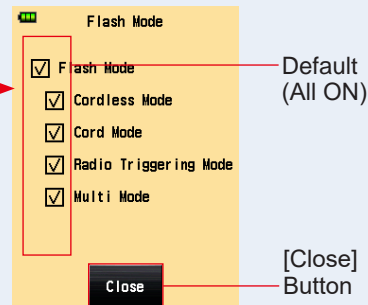 Flash Mode
Flash Mode
Default
(All ON)
Cordless Mode
Cord Mode
Radio Triggering Mode
Multi Mode
Close
[Close]
Button